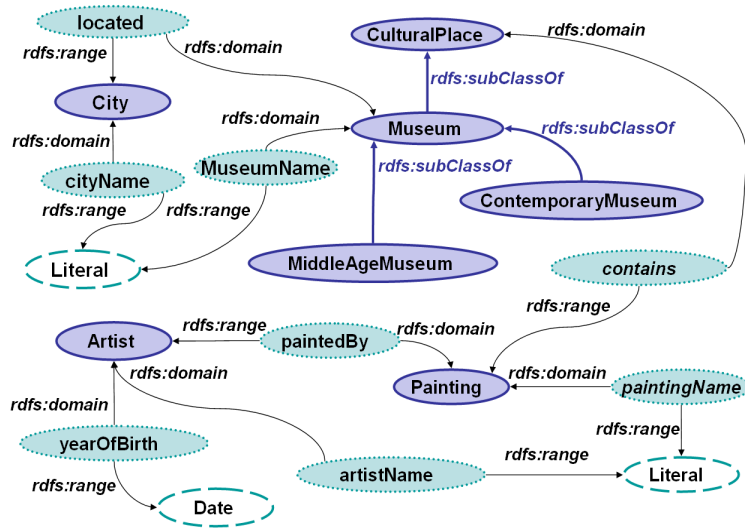 located
CulturalPlace
rdfs:domain
rdfs:range
rdfs:domain
rdfs:subClassOf
City
Museum
rdfs:subClassOf
rdfs:domain
rdfs:domain
rdfs:subClassOf
MuseumName
cityName
ContemporaryMuseum
rdfs:range
rdfs:range
Literal
MiddleAgeMuseum
contains
rdfs:range
rdfs:range
rdfs:domain
Artist
paintedBy
rdfs:domain
rdfs:domain
Painting
paintingName
rdfs:domain
rdfs:range
yearOfBirth
rdfs:range
artistName
rdfs:range
Literal
Date